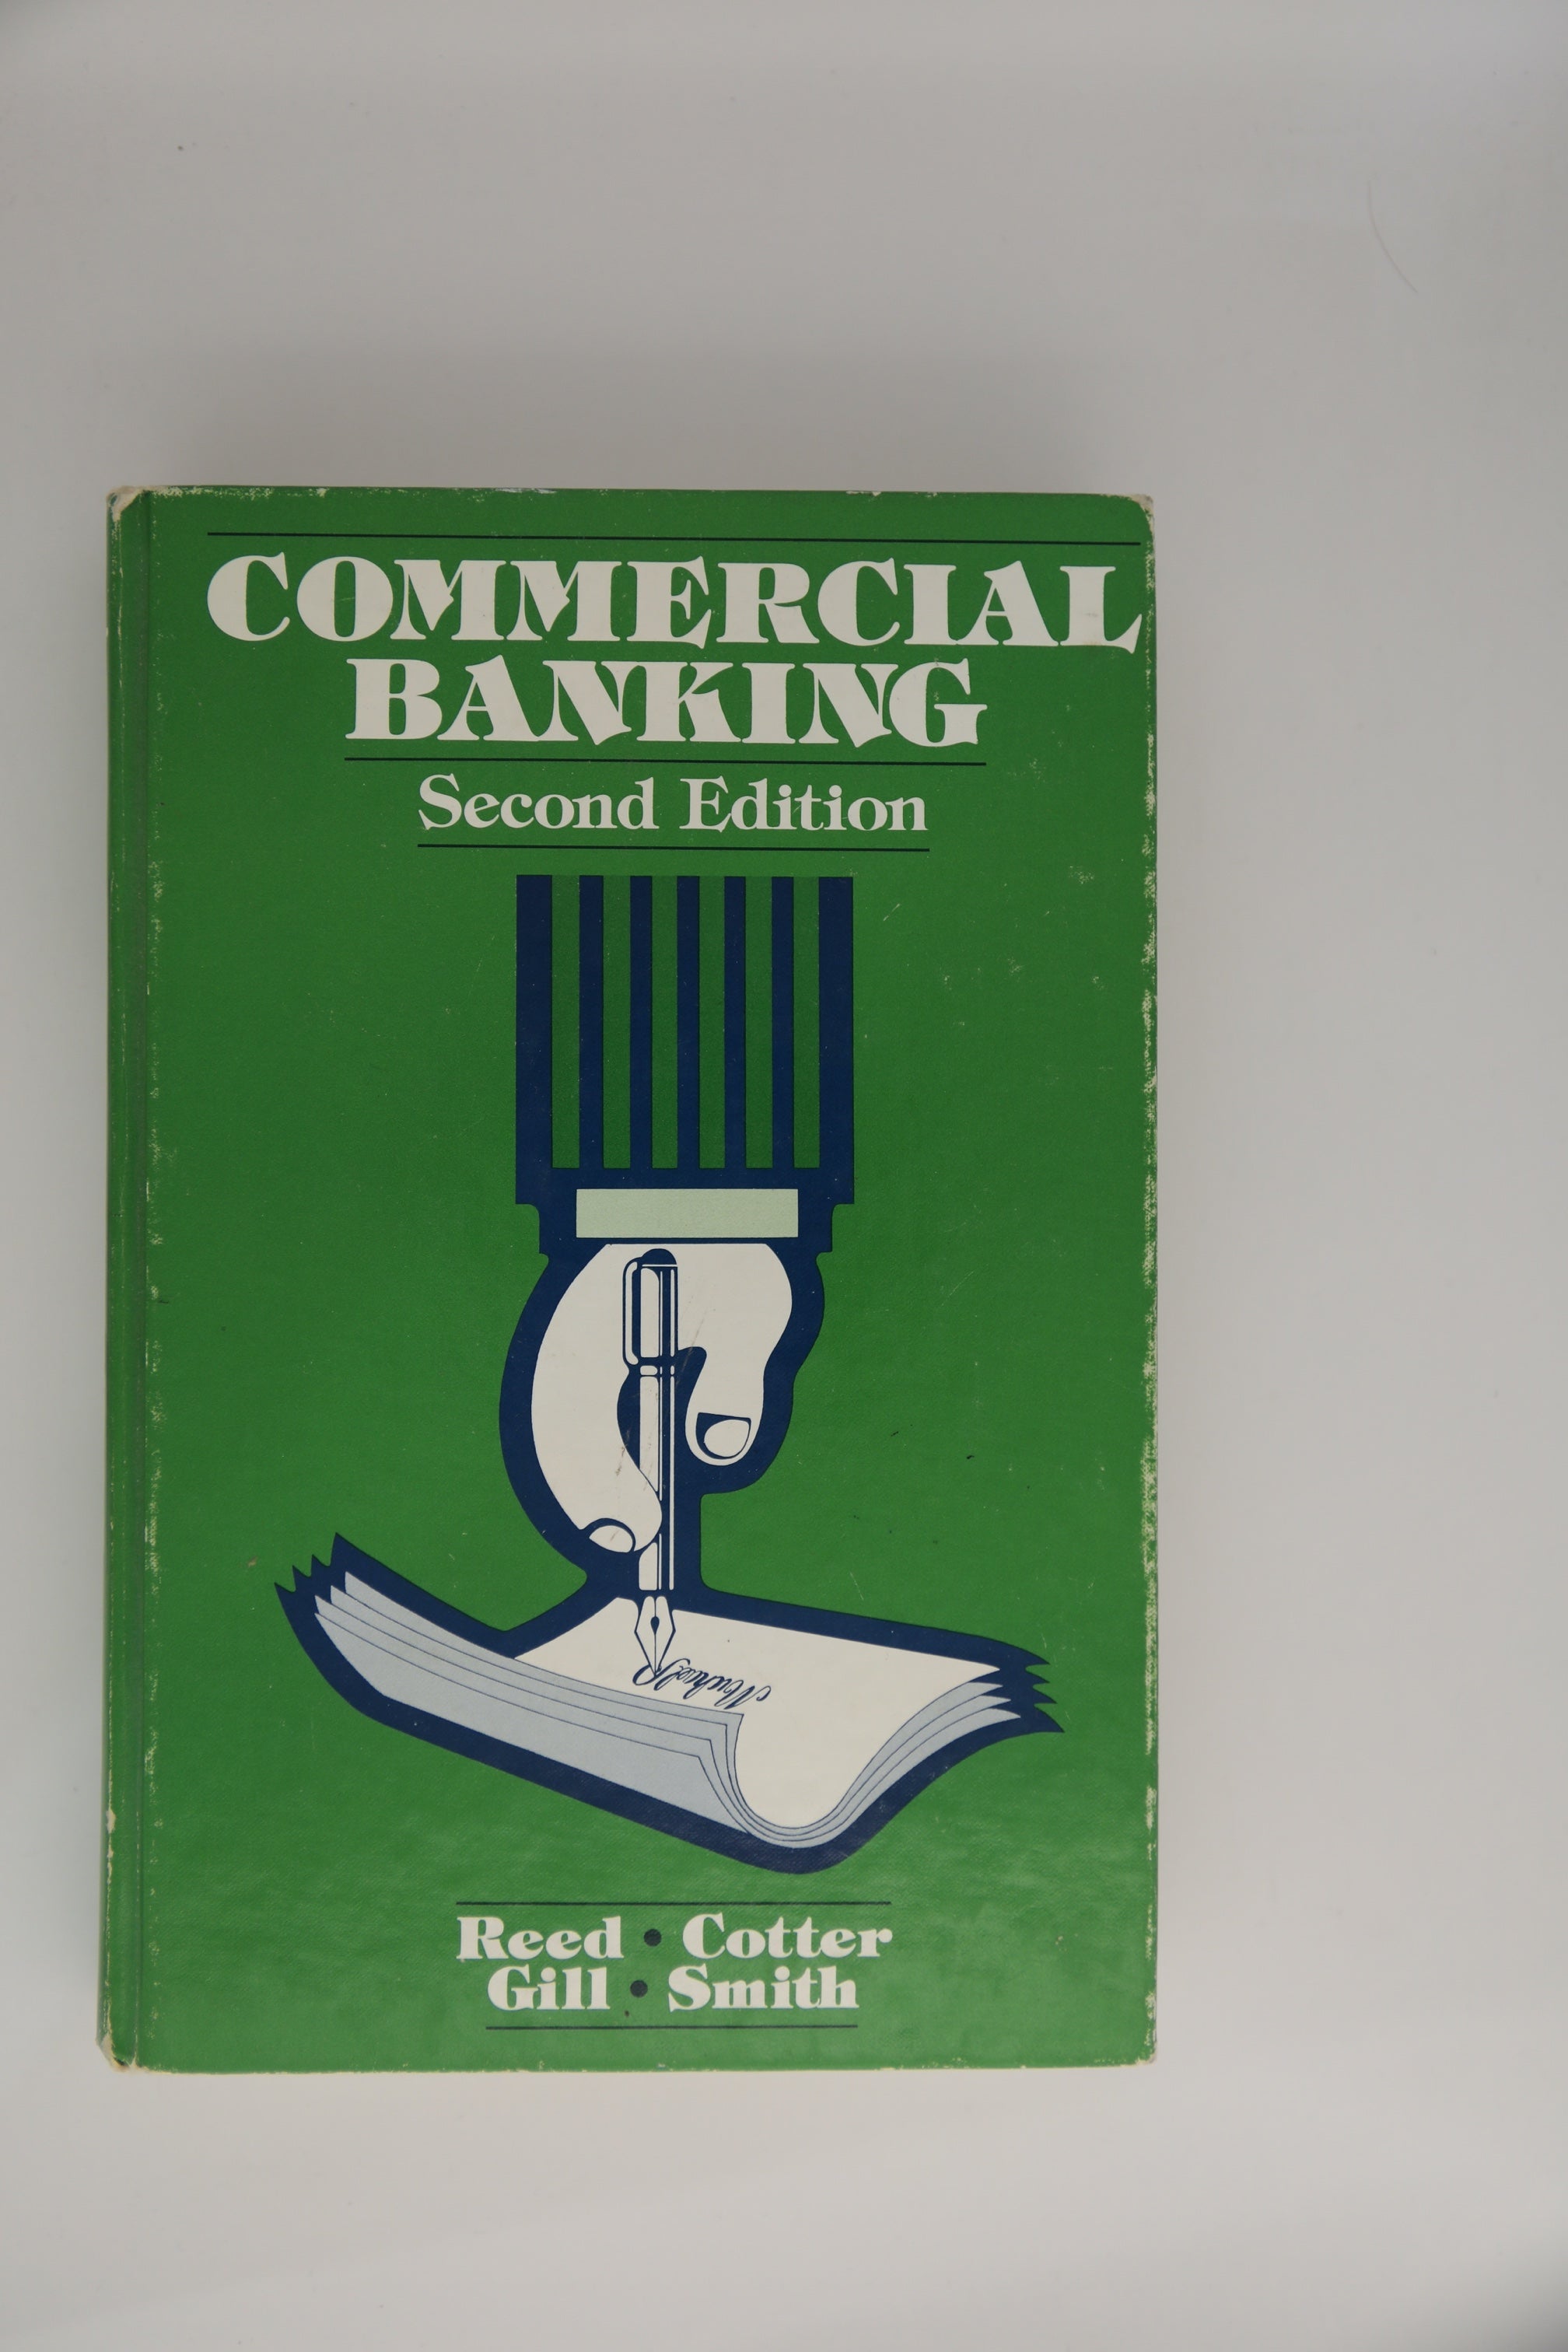 COMMERCIAL
BANKING
Second Edition
Reed • Cotter
Gill • Smith